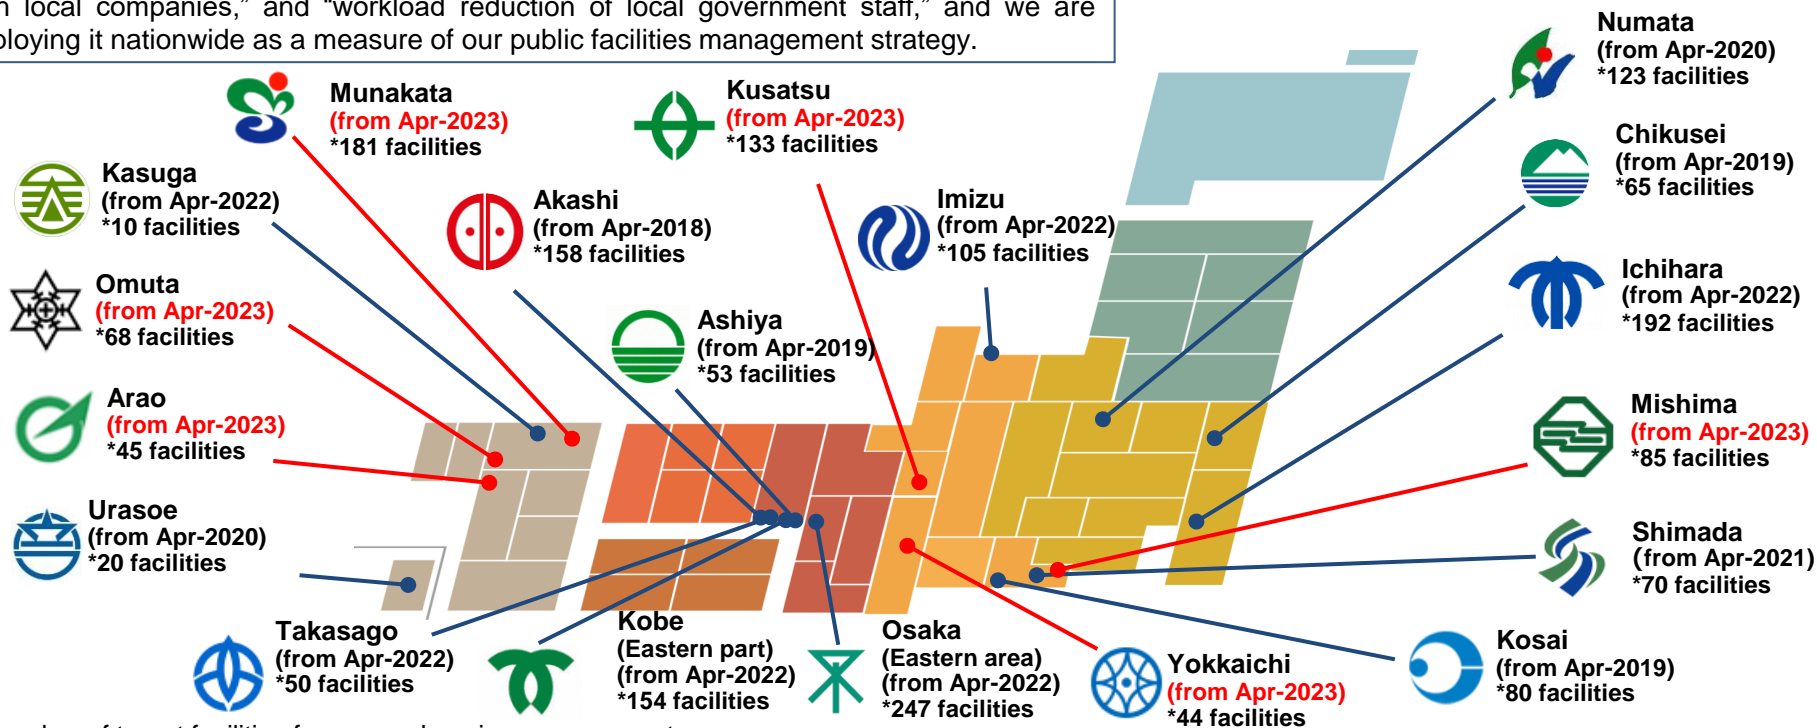 local companies,” and “workload reduction of local government staff,” and we are
nationwide as a measure of our public facilities management strategy.
Munakata
(from Apr-2023)
*181 facilities
Kusatsu
(from Apr-2023)
*133 facilities
Numata
(from Apr-2020)
*123 facilities
Kasuga
(from Apr-2022)
*10 facilities
Akashi
(from Apr-2018)
*158 facilities
Imizu
(from Apr-2022)
*105 facilities
Chikusei
(from Apr-2019)
*65 facilities
Omuta
(from Apr-2023)
*68 facilities
Ashiya
(from Apr-2019)
*53 facilities
Ichihara
(from Apr-2022)
*192 facilities
Arao
(from Apr-2023)
*45 facilities
Mishima
(from Apr-2023)
*85 facilities
Urasoe
(from Apr-2020)
*20 facilities
Shimada
(from Apr-2021)
*70 facilities
Takasago
(from Apr-2022)
*50 facilities
Kobe
(Eastern part)
(from Apr-2022)
*154 facilities
Osaka
(Eastern area)
(from Apr-2022)
*247 facilities
Yokkaichi
(from Apr-2023)
*44 facilities
Kosai
(from Apr-2019)
*80 facilities